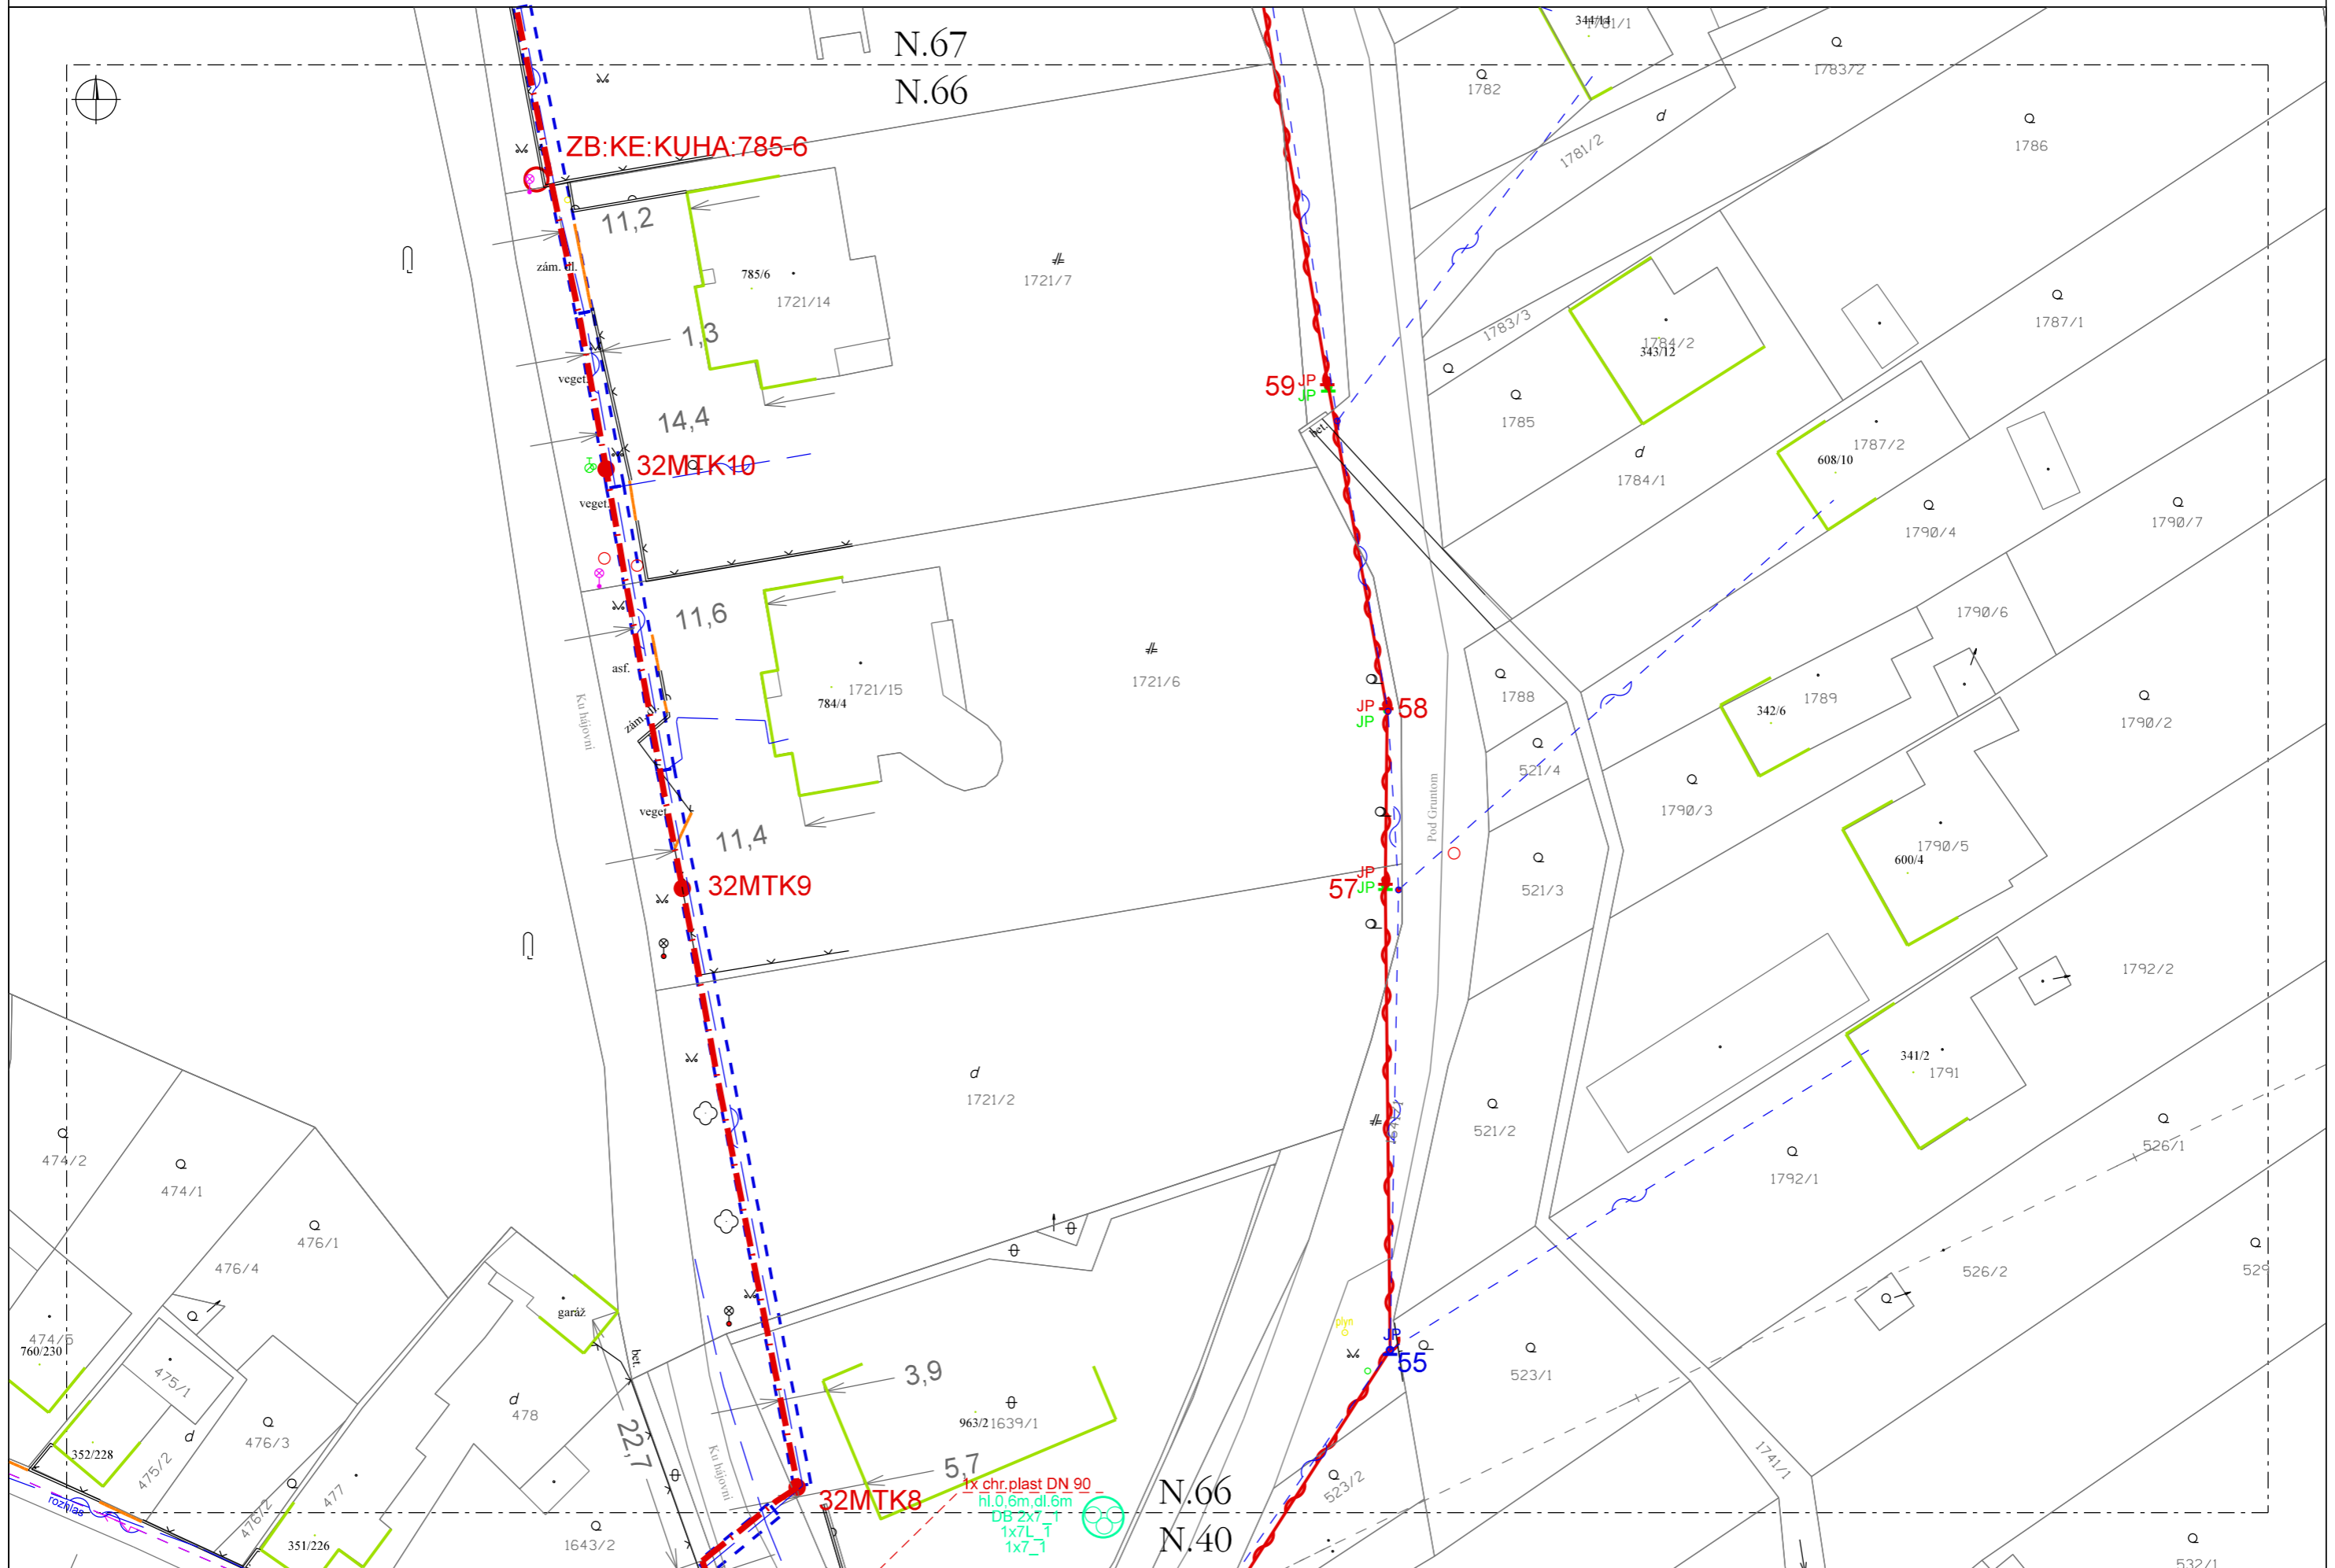 N.67
N.66
344/14
1781/1
1783/2
1782
1786
ZB:KE:KUHA:785-6
1781/2
11,2
zám. dl.
785/6
1721/14
1721/7
1787/1
1783/3
1784/2
343/12
1,3
veget.
59
JP
JP
1785
14,4
bet.
1787/2
608/10
32MTK10
1784/1
veget.
1790/4
1790/7
11,6
1790/6
asf.
1721/15
784/4
1721/6
1788
1789
342/6
1790/2
Ku hájovni
zám. dl.
JP
JP
58
521/4
Pod Gruntom
1790/3
veget.
11,4
1790/5
600/4
32MTK9
57
JP
JP
521/3
1792/2
d
1721/2
341/2
1791
521/2
526/1
474/2
474/1
1792/1
476/1
476/4
526/2
529
garáž
474/5
760/230
plyn
JP
55
bet.
523/1
475/1
3,9
d
478
963/2
1639/1
476/3
352/228
d
22,7
Ku hájovni
5,7
1741/1
475/2
477
1x chr.plast DN 90
523/2
N.66
rozhlas
476/2
32MTK8
hl.0,6m,dl.6m
DB 2x7_1
1x7L_1
1x7_1
351/226
1643/2
N.40
532/1